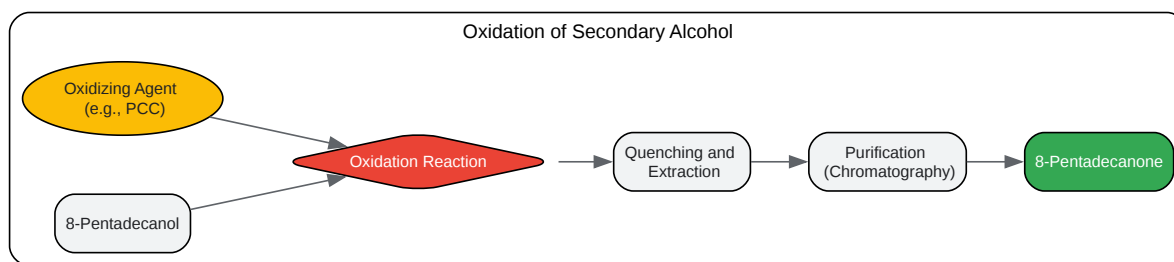 Oxidation of Secondary Alcohol
Oxidizing Agent
(e.g., PCC)
8-Pentadecanol
Oxidation Reaction
Quenching and
Extraction
Purification
(Chromatography)
8-Pentadecanone